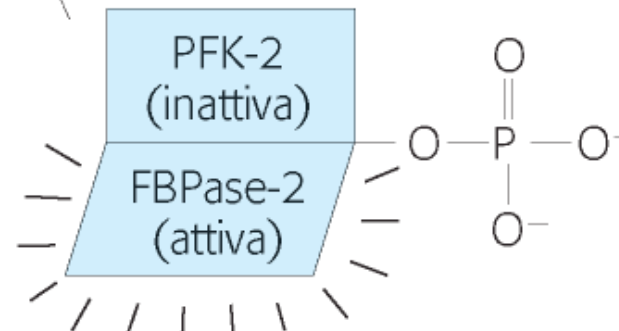 PFK-2
(inattiva)
FBPase-2
(attiva)
O
O—P—O⁻
O⁻